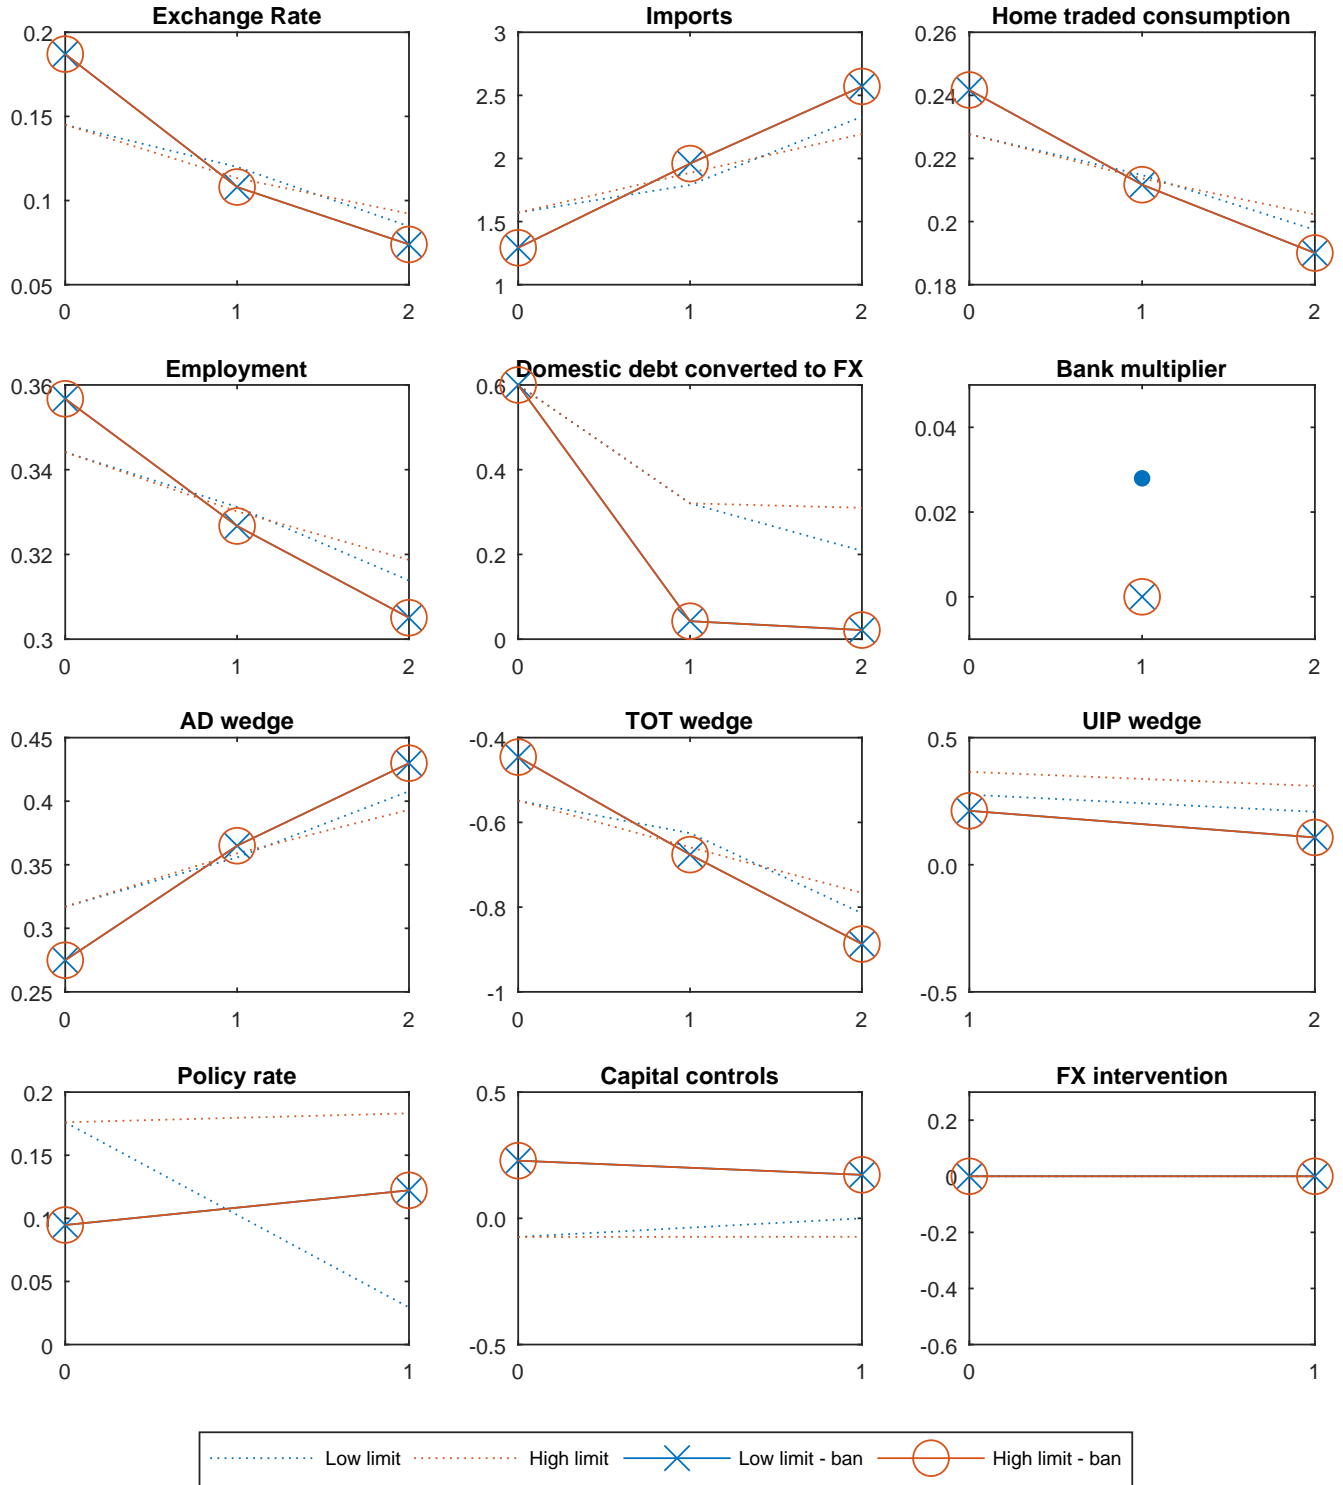 Exchange Rate
0.2
0.15
0.1
0.05
0 1 2
Imports
3
2.5
2
1.5
1
0 1 2
Home traded consumption
0.26
0.24
0.22
0.2
0.18
0 1 2
Employment
0.36
0.34
0.32
0.3
0 1 2
Domestic debt converted to FX
0.6
0.4
0.2
0
0 1 2
Bank multiplier
0.04
0.02
0
0 1 2
AD wedge
0.45
0.4
0.35
0.3
0.25
0 1 2
TOT wedge
-0.4
-0.6
-0.8
-1
0 1 2
UIP wedge
0.5
0.0
-0.5
1 2
Policy rate
0.2
0.15
0.1
0.05
0
0 1
Capital controls
0.5
0.0
-0.5
0 1
FX intervention
0.2
0
-0.2
-0.4
-0.6
0 1
Low limit High limit Low limit - ban High limit - ban